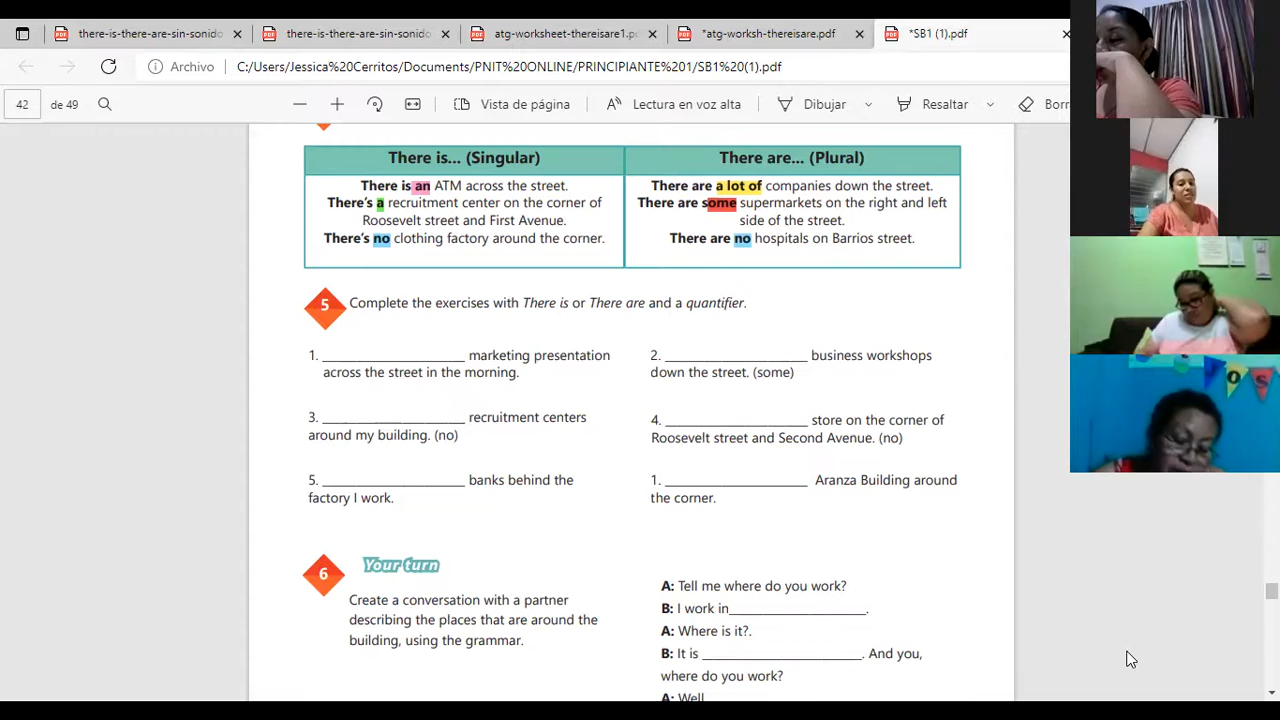 there-is-there-are-sin-sonido
there-is-there-are-sin-sonido
atg-worksheet-thereisare1.p
*atg-worksh-thereisare.pdf
*SB1 (1).pdf
Archivo
C:/Users/Jessica%20Cerritos/Documents/PNIT%20ONLINE/PRINCIPIANTE%201/SB1%20(1).pdf
42 de 49
Vista de página
Lectura en voz alta
Dibujar
Resaltar
Borr
There is... (Singular)
There are... (Plural)
There is an ATM across the street.
There's a recruitment center on the corner of
Roosevelt street and First Avenue.
There's no clothing factory around the corner.
There are a lot of companies down the street.
There are some supermarkets on the right and left
side of the street.
There are no hospitals on Barrios street.
5 Complete the exercises with There is or There are and a quantifier.
1. ____________________ marketing presentation
across the street in the morning.
2. ____________________ business workshops
down the street. (some)
3. ____________________ recruitment centers
around my building. (no)
4. ____________________ store on the corner of
Roosevelt street and Second Avenue. (no)
5. ____________________ banks behind the
factory I work.
1. ____________________ Aranza Building around
the corner.
6 Your turn
Create a conversation with a partner
describing the places that are around the
building, using the grammar.
A: Tell me where do you work?
B: I work in____________________.
A: Where is it?.
B: It is _______________________. And you,
where do you work?
A: Well
OS